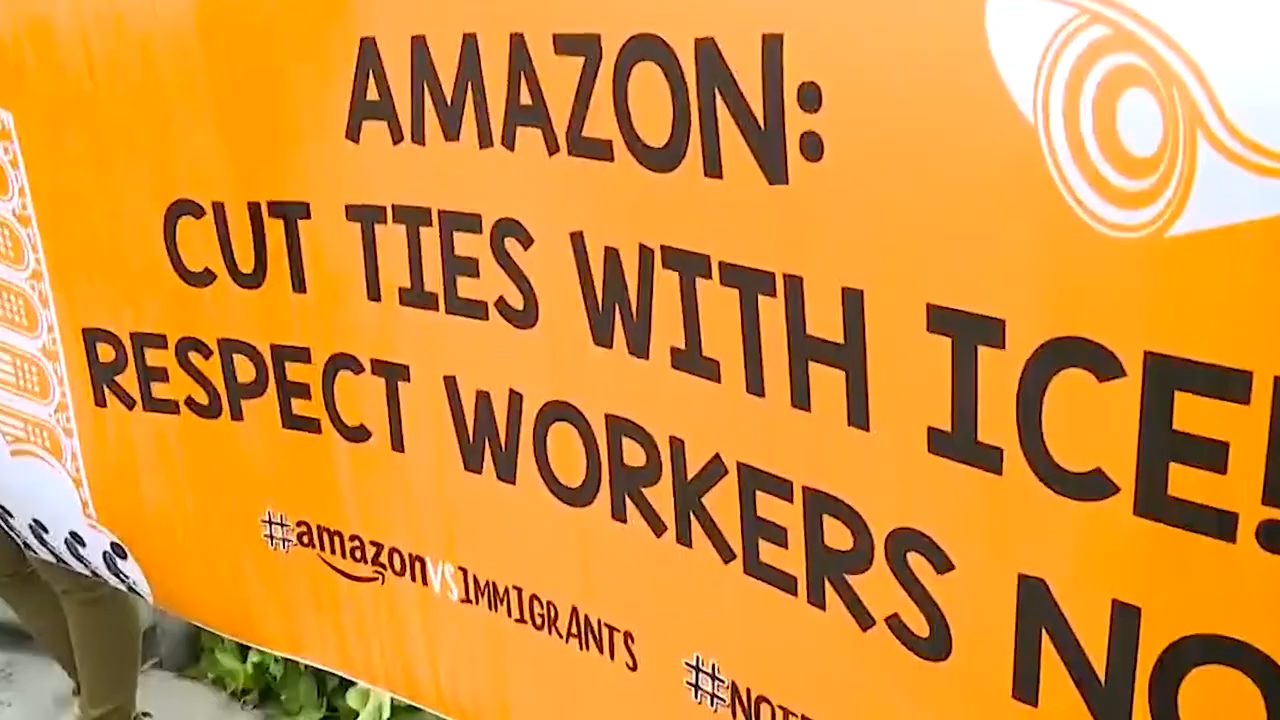 AMAZON:
CUT TIES WITH ICE!
RESPECT WORKERS
#amazonVSIMMIGRANTS